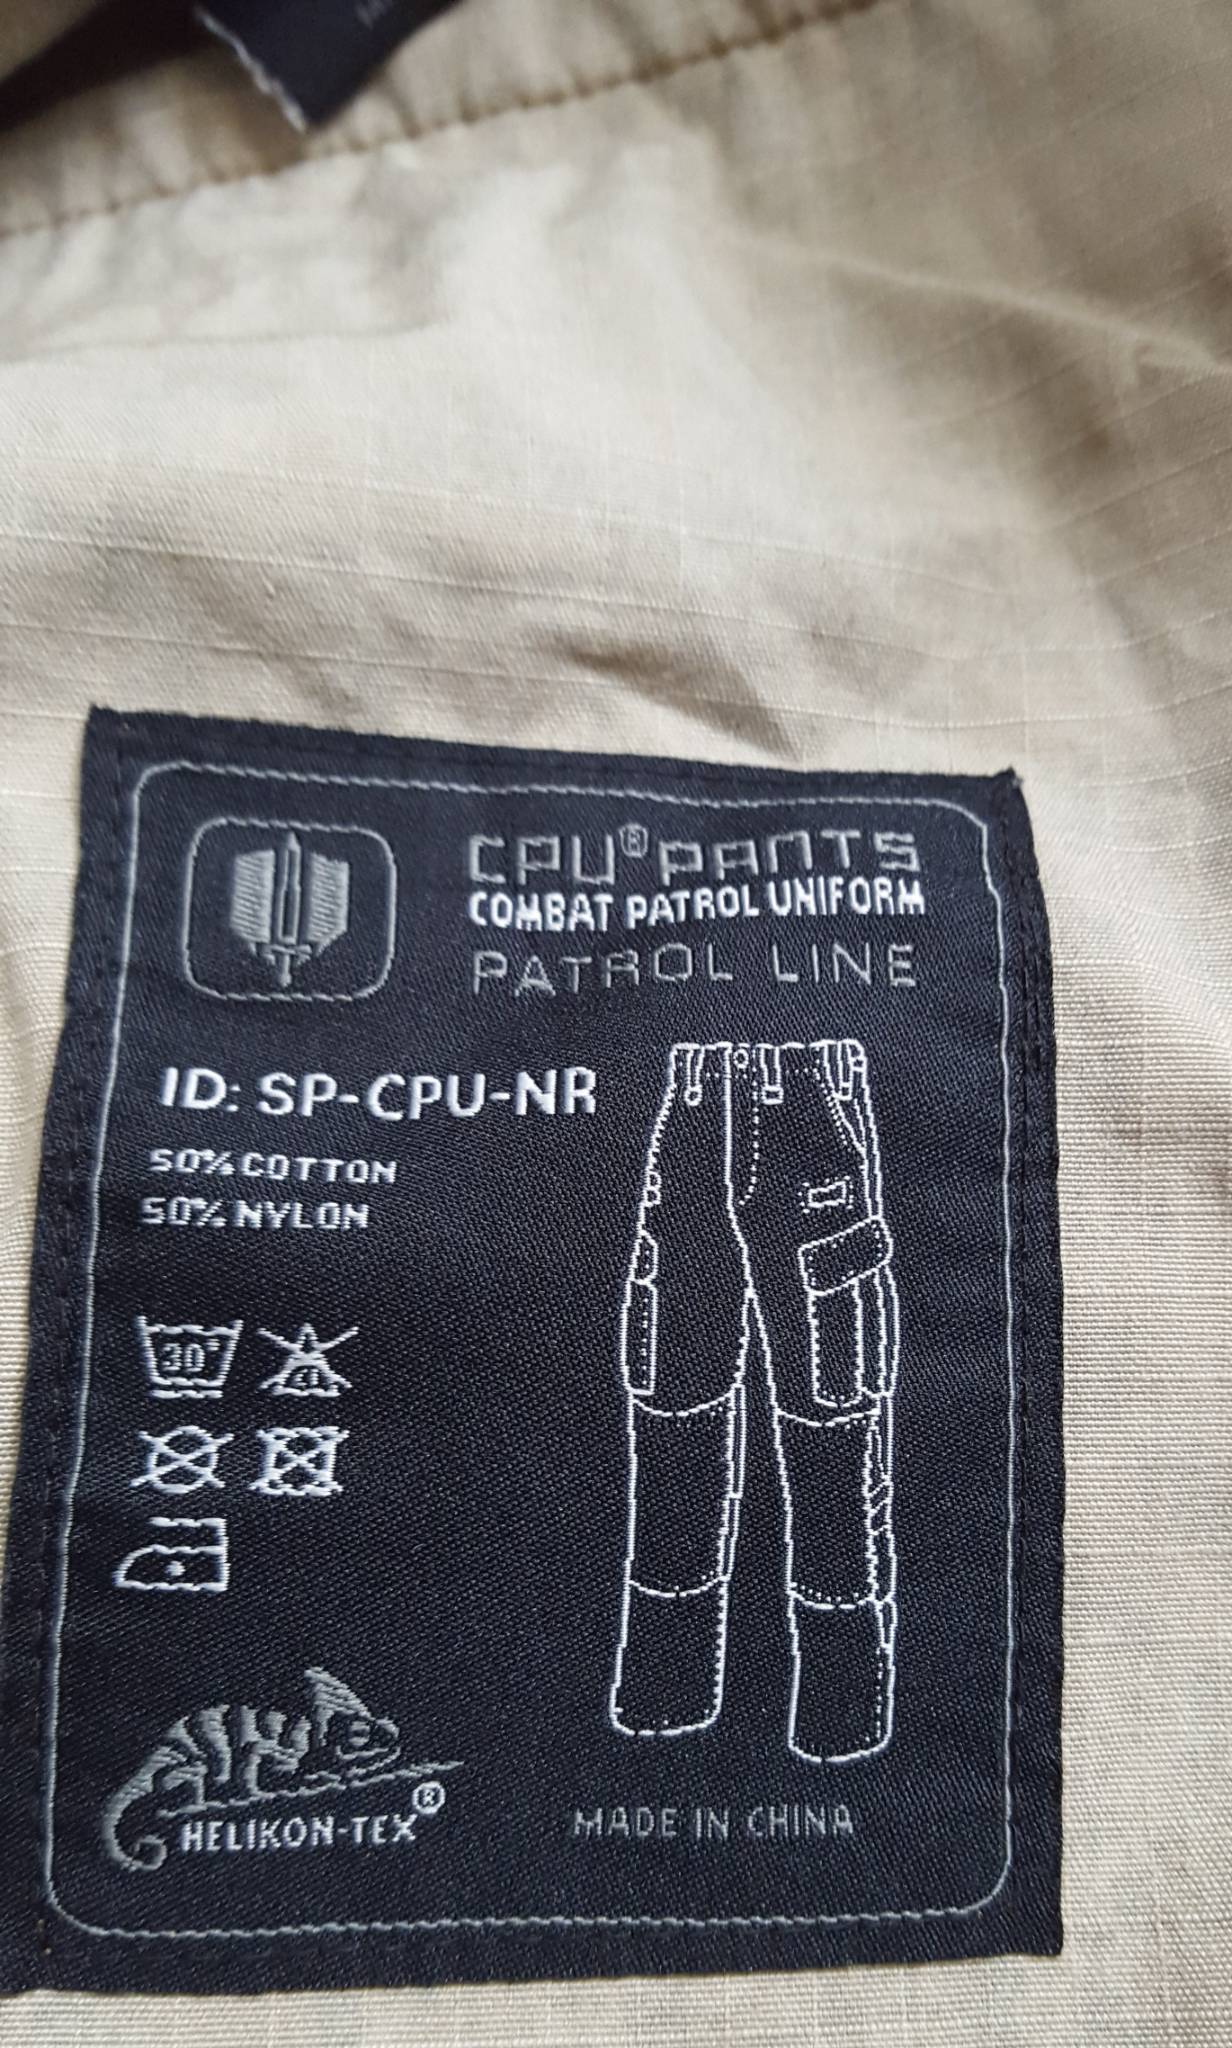 CPU® PANTS
COMBAT PATROL UNIFORM
PATROL LINE
ID: SP-CPU-NR
50% COTTON
50% NYLON
30°
HELIKON-TEX®
MADE IN CHINA